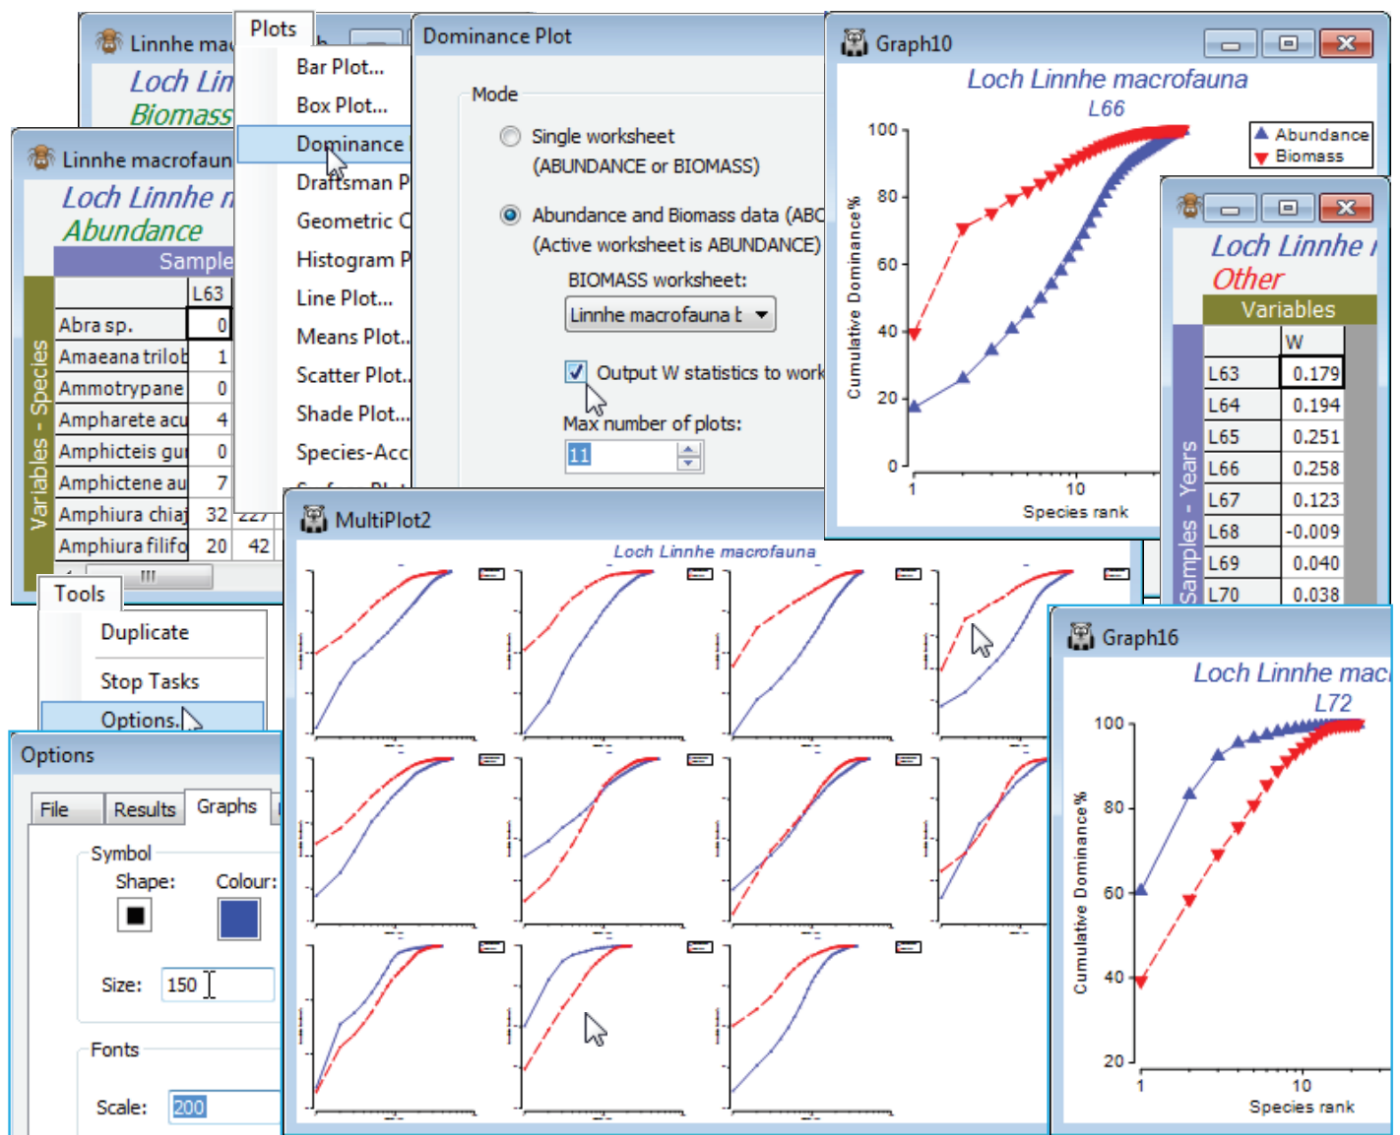 Linnhe mac
Loch Lin
Biomass
Linnhe macrofaun
Loch Linnhe
Abundance
Sample
L63
Variables - Species
Abra sp. 0
Amaeana trilob 1
Ammotrypane 0
Ampharete acu 4
Amphicteis gu 0
Amphictene au 7
Amphiura chiaj 32 227
Amphiura filifo 20 42
Plots
Bar Plot...
Box Plot...
Dominance
Draftsman P
Geometric C
Histogram P
Line Plot...
Means Plot..
Scatter Plot..
Shade Plot...
Species-Acc
Dominance Plot
Mode
Single worksheet
(ABUNDANCE or BIOMASS)
Abundance and Biomass data (ABC
(Active worksheet is ABUNDANCE)
BIOMASS worksheet:
Linnhe macrofauna b
Output W statistics to work
Max number of plots:
11
Graph10
Loch Linnhe macrofauna
L66
Abundance
Biomass
Cumulative Dominance%
100
80
60
40
20
0
1 10
Species rank
Loch Linnhe
Other
Variables
W
Samples - Years
L63 0.179
L64 0.194
L65 0.251
L66 0.258
L67 0.123
L68 -0.009
L69 0.040
L70 0.038
Tools
Duplicate
Stop Tasks
Options..
Options
File Results Graphs
Symbol
Shape: Colour:
Size: 150
Fonts
Scale: 200
MultiPlot2
Loch Linnhe macrofauna
Graph16
Loch Linnhe mac
L72
Cumulative Dominance%
100
80
60
40
20
1 10
Species rank